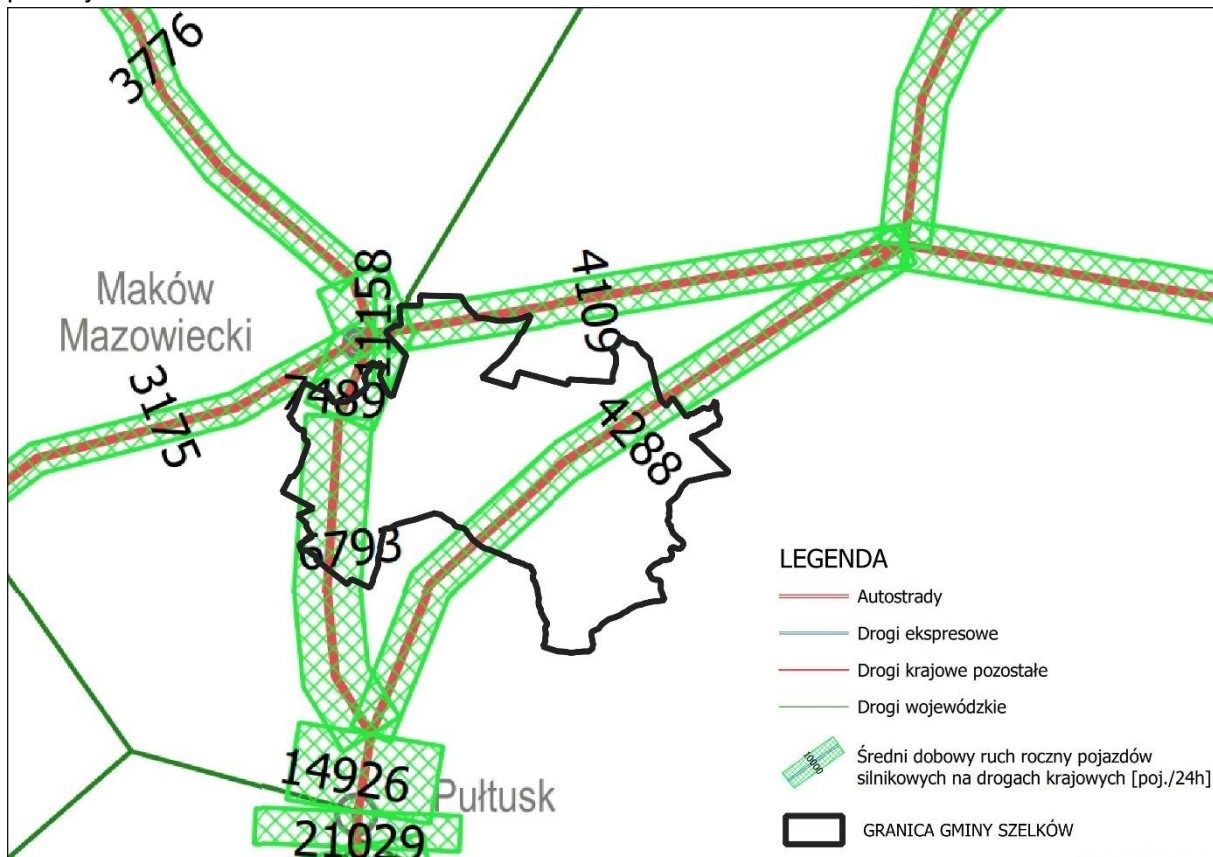 3776
Maków
Mazowiecki
11158
4109
7489
3175
4288
6793
14926
Pułtusk
21029
LEGENDA
Autostrady
Drogi ekspresowe
Drogi krajowe pozostałe
Drogi wojewódzkie
10000
Średni dobowy ruch roczny pojazdów
silnikowych na drogach krajowych [poj./24h]
GRANICA GMINY SZELKÓW